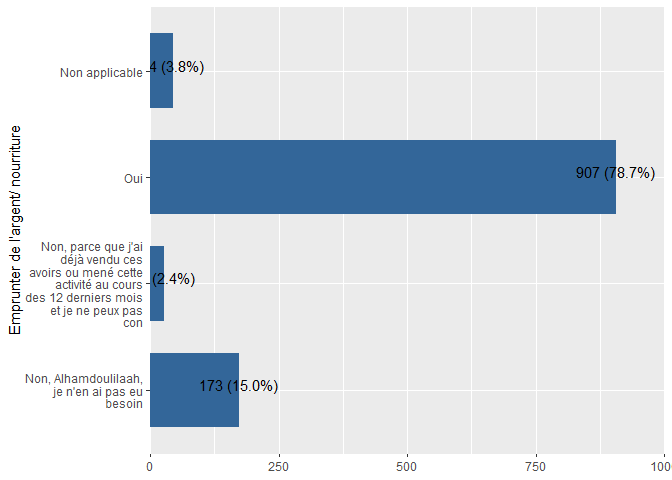 Emprunter de l'argent/ nourriture
Non applicable
4 (3.8%)
Oui
907 (78.7%)
Non, parce que j'ai
déjà vendu ces
avoirs ou mené cette
activité au cours
des 12 derniers mois
et je ne peux pas
con
(2.4%)
Non, Alhamdoulilaah,
je n'en ai pas eu
besoin
173 (15.0%)
0
250
500
750
100